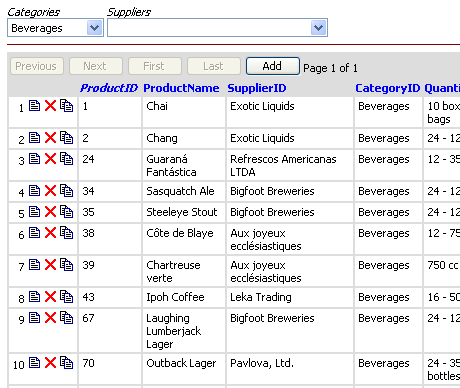 Categories Suppliers
Beverages
Previous Next First Last Add Page 1 of 1
ProductID ProductName SupplierID CategoryID Quanti
1 1 Chai Exotic Liquids Beverages 10 box
bags
2 2 Chang Exotic Liquids Beverages 24 - 12
3 24 Guaraná Refrescos Americanas Beverages 12 - 35
Fantástica LTDA
4 34 Sasquatch Ale Bigfoot Breweries Beverages 24 - 12
5 35 Steeleye Stout Bigfoot Breweries Beverages 24 - 12
6 38 Côte de Blaye Aux joyeux Beverages 12 - 75
ecclésiastiques
7 39 Chartreuse Aux joyeux Beverages 750 cc
verte ecclésiastiques
8 43 Ipoh Coffee Leka Trading Beverages 16 - 50
9 67 Laughing Bigfoot Breweries Beverages 24 - 12
Lumberjack
Lager
10 70 Outback Lager Pavlova, Ltd. Beverages 24 - 35
bottles